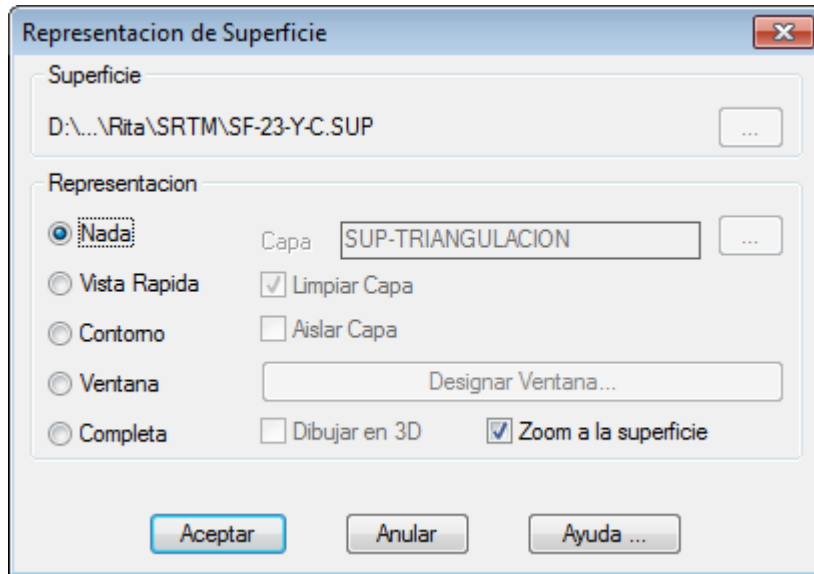 Representacion de Superficie
Superficie
D:\...\Rita\SRTM\SF-23-Y-C.SUP
...
Representacion
Nada
Capa
SUP-TRIANGULACION
...
Vista Rapida
Limpiar Capa
Contorno
Aislar Capa
Ventana
Designar Ventana...
Completa
Dibujar en 3D
Zoom a la superficie
Aceptar
Anular
Ayuda ...